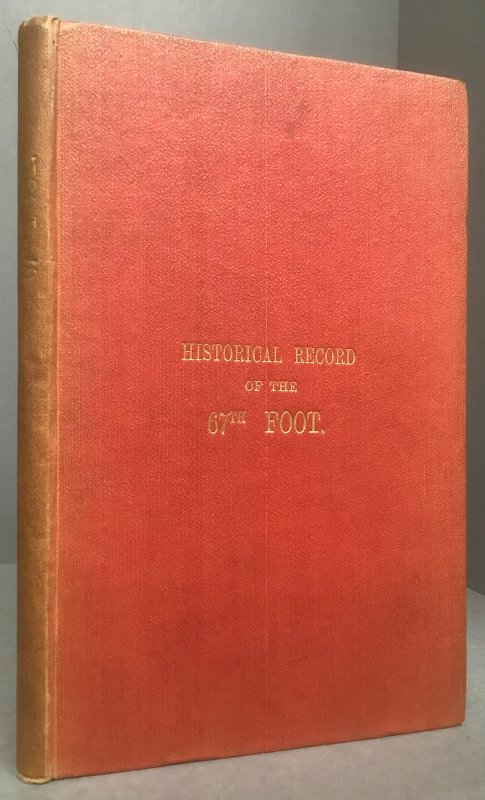 HISTORICAL RECORD
OF THE
67TH FOOT.